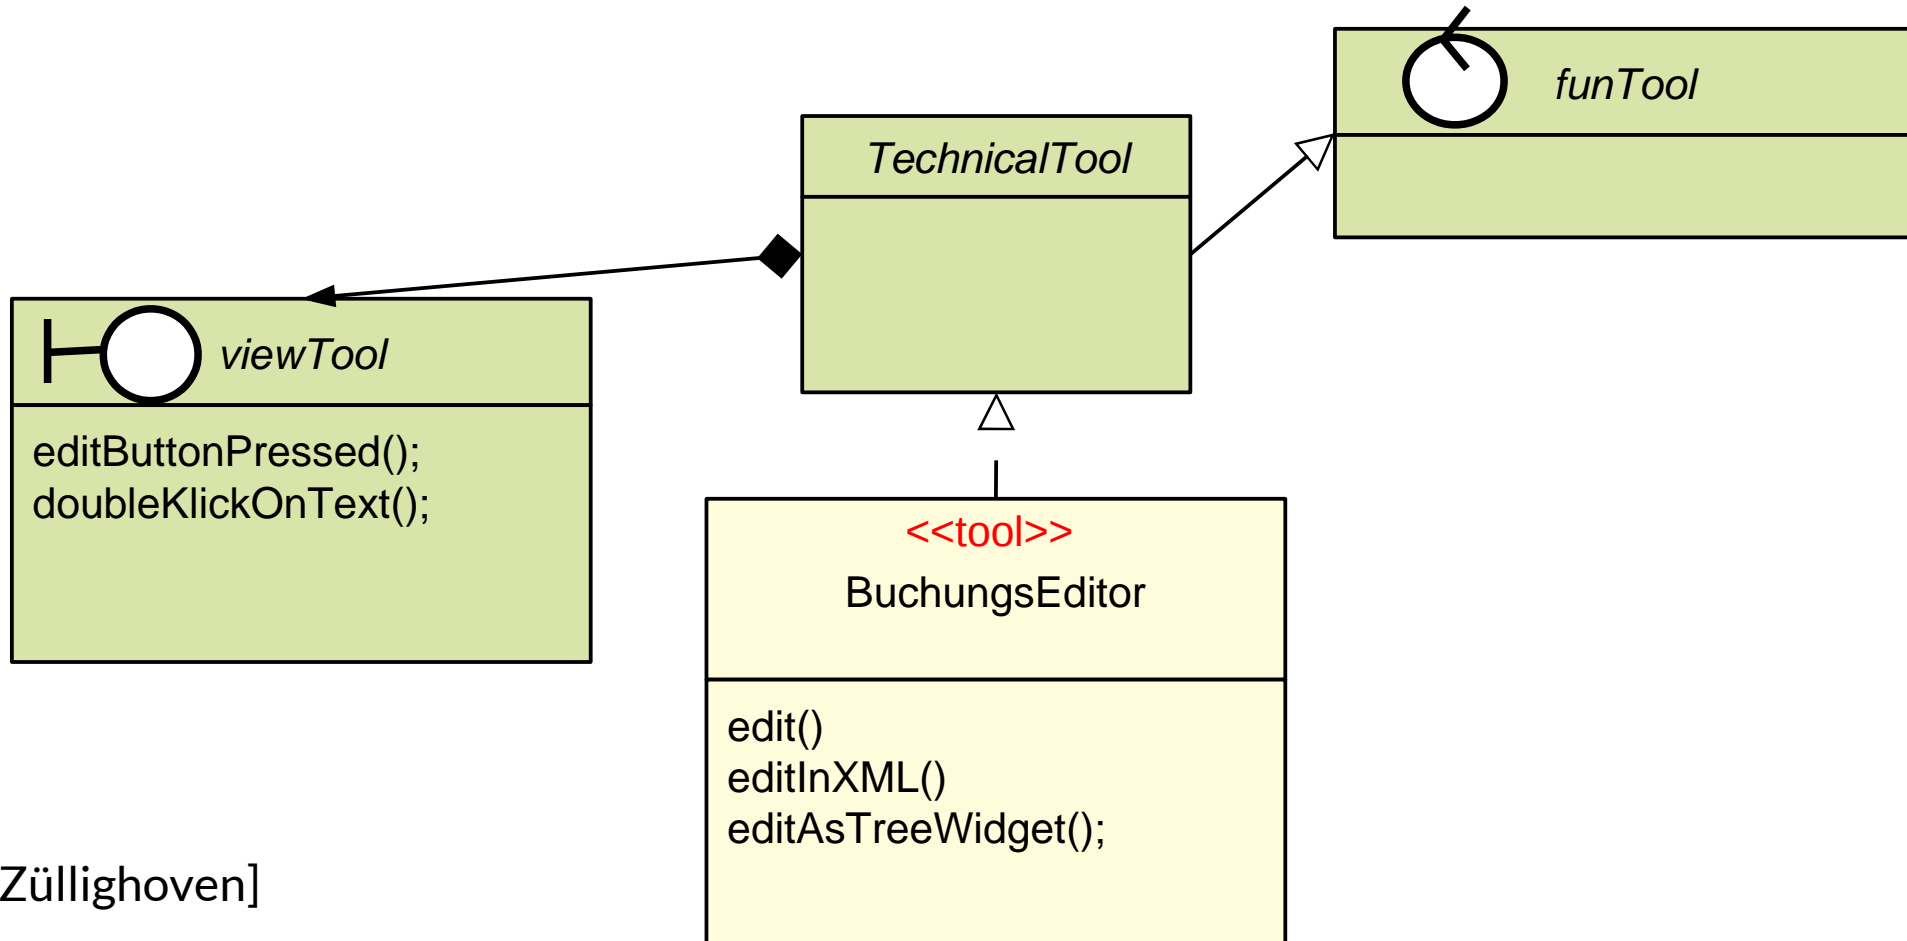 funTool
TechnicalTool
viewTool
editButtonPressed();
doubleKlickOnText();
<<tool>>
BuchungsEditor
edit()
editInXML()
editAsTreeWidget();
Züllighoven]